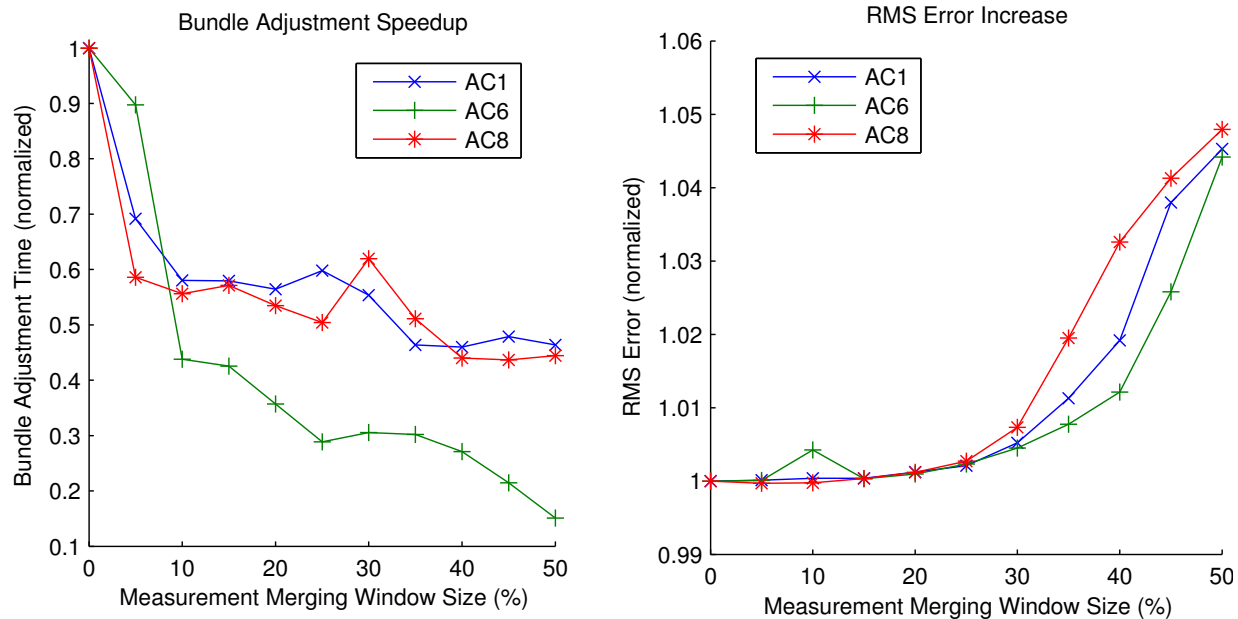 Bundle Adjustment Speedup
1
0.9
0.8
0.7
0.6
0.5
0.4
0.3
0.2
0.1
Bundle Adjustment Time (normalized)
AC1
AC6
AC8
0 10 20 30 40 50
Measurement Merging Window Size (%)
RMS Error Increase
1.06
1.05
1.04
1.03
1.02
1.01
1
0.99
RMS Error (normalized)
AC1
AC6
AC8
0 10 20 30 40 50
Measurement Merging Window Size (%)